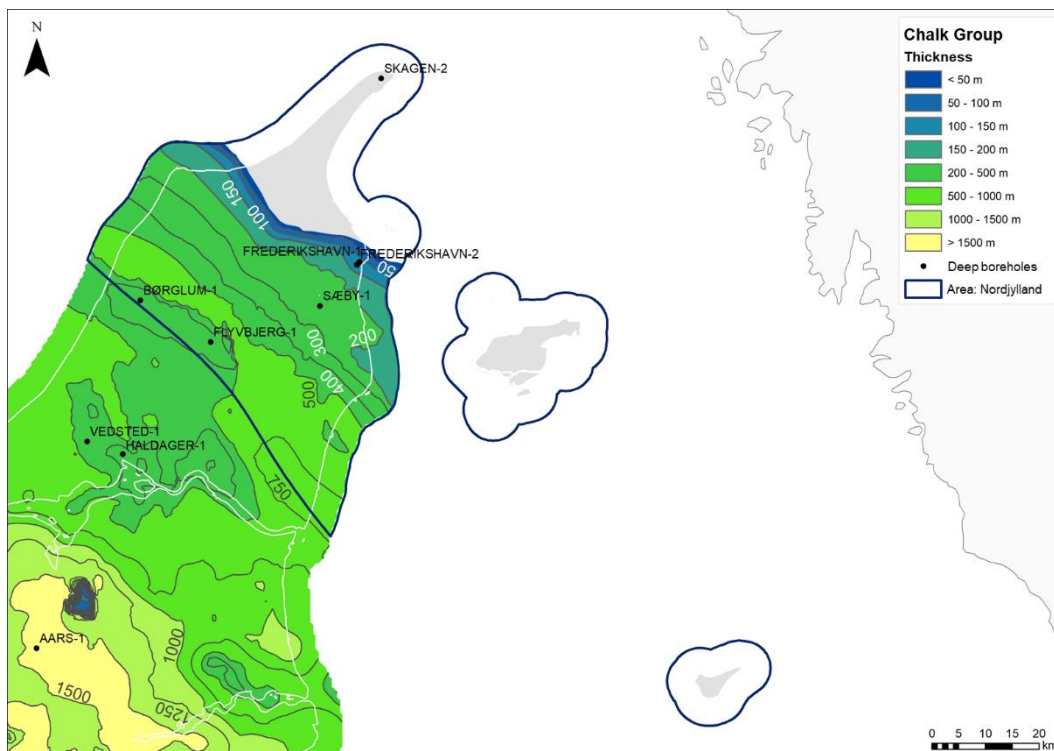 N
SKAGEN-2
150
100
FREDERIKSHAVN-1
FREDERIKSHAVN-2
50
BØRGLUM-1
SÆBY-1
FLYVBJERG-1
300
200
400
500
VEDSTED-1
HALDAGER-1
750
AARS-1
1000
1500
1250
Chalk Group
Thickness
< 50 m
50 - 100 m
100 - 150 m
150 - 200 m
200 - 500 m
500 - 1000 m
1000 - 1500 m
> 1500 m
Deep boreholes
Area: Nordjylland
0 5 10 15 20
km